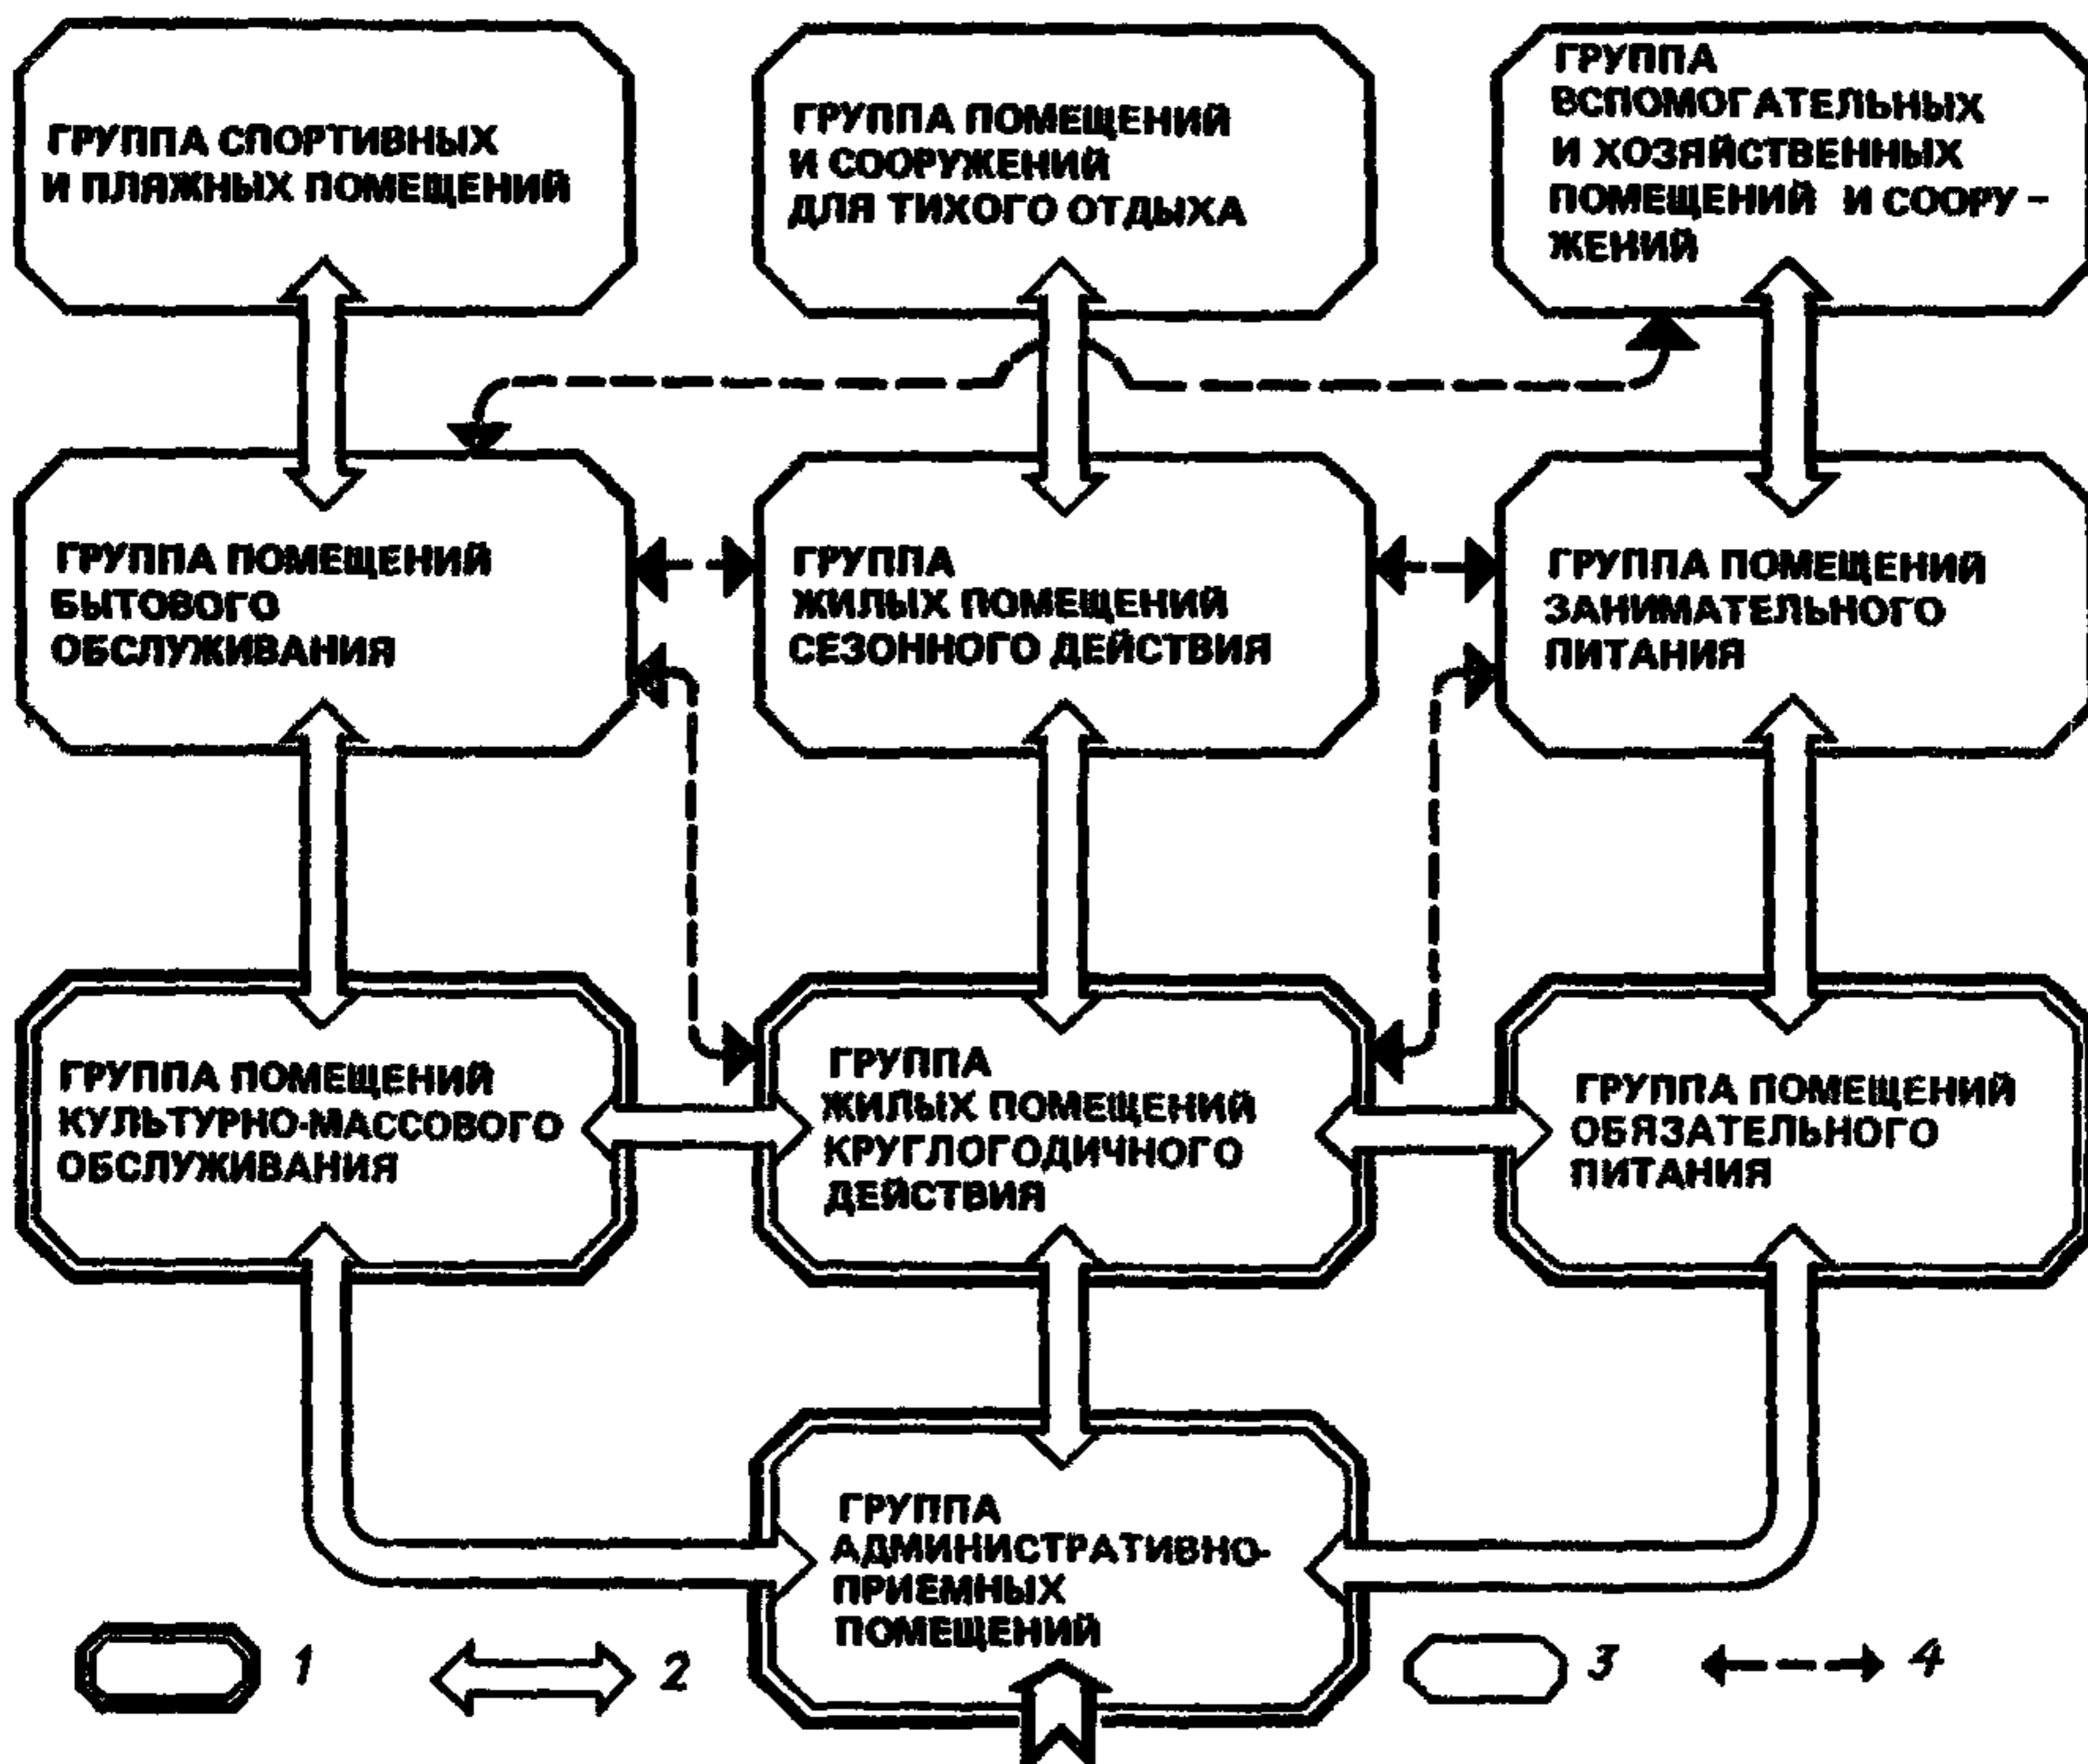 ГРУППА СПОРТИВНЫХ
И ПЛЯЖНЫХ ПОМЕЩЕНИЙ
ГРУППА ПОМЕЩЕНИЙ
И СООРУЖЕНИЙ
ДЛЯ ТИХОГО ОТДЫХА
ГРУППА
ВСПОМОГАТЕЛЬНЫХ
И ХОЗЯЙСТВЕННЫХ
ПОМЕЩЕНИЙ И СООРУ-
ЖЕНИЙ
ГРУППА ПОМЕЩЕНИЙ
БЫТОВОГО
ОБСЛУЖИВАНИЯ
ГРУППА
ЖИЛЫХ ПОМЕЩЕНИЙ
СЕЗОННОГО ДЕЙСТВИЯ
ГРУППА ПОМЕЩЕНИЙ
ЗАНИМАТЕЛЬНОГО
ПИТАНИЯ
ГРУППА ПОМЕЩЕНИЙ
КУЛЬТУРНО-МАССОВОГО
ОБСЛУЖИВАНИЯ
ГРУППА
ЖИЛЫХ ПОМЕЩЕНИЙ
КРУГЛОГОДИЧНОГО
ДЕЙСТВИЯ
ГРУППА ПОМЕЩЕНИЙ
ОБЯЗАТЕЛЬНОГО
ПИТАНИЯ
ГРУППА
АДМИНИСТРАТИВНО-
ПРИЕМНЫХ
ПОМЕЩЕНИЙ
1
2
3
4